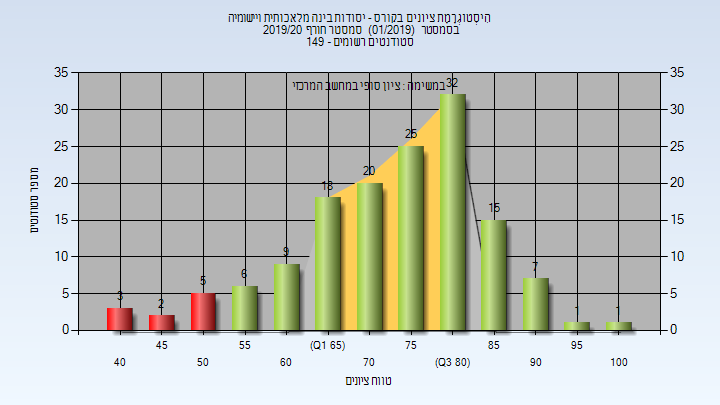 היסטוגרמת ציונים בקורס - יסודות בינה מלאכותית ויישומיה
בסמסטר (01/2019) סמסטר חורף 2019/20
סטודנטים רשומים - 149
במשימה : ציון סופי במחשב המרכזי
מספר סטודנטים
35 30 25 20 15 10 5 0
3 2 5 6 9 18 20 25 32 15 7 1 1
35 30 25 20 15 10 5 0
45 55 (Q1 65) 75 85 95
40 50 60 70 (Q3 80) 90 100
טווח ציונים